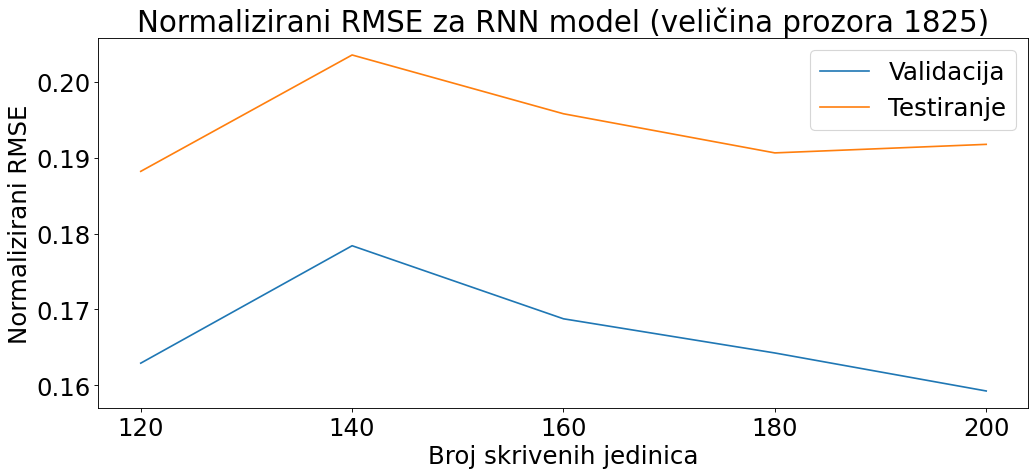 Normalizirani RMSE za RNN model (veličina prozora 1825)
Validacija
Testiranje
Normalizirani RMSE
0.20
0.19
0.18
0.17
0.16
120 140 160 180 200
Broj skrivenih jedinica